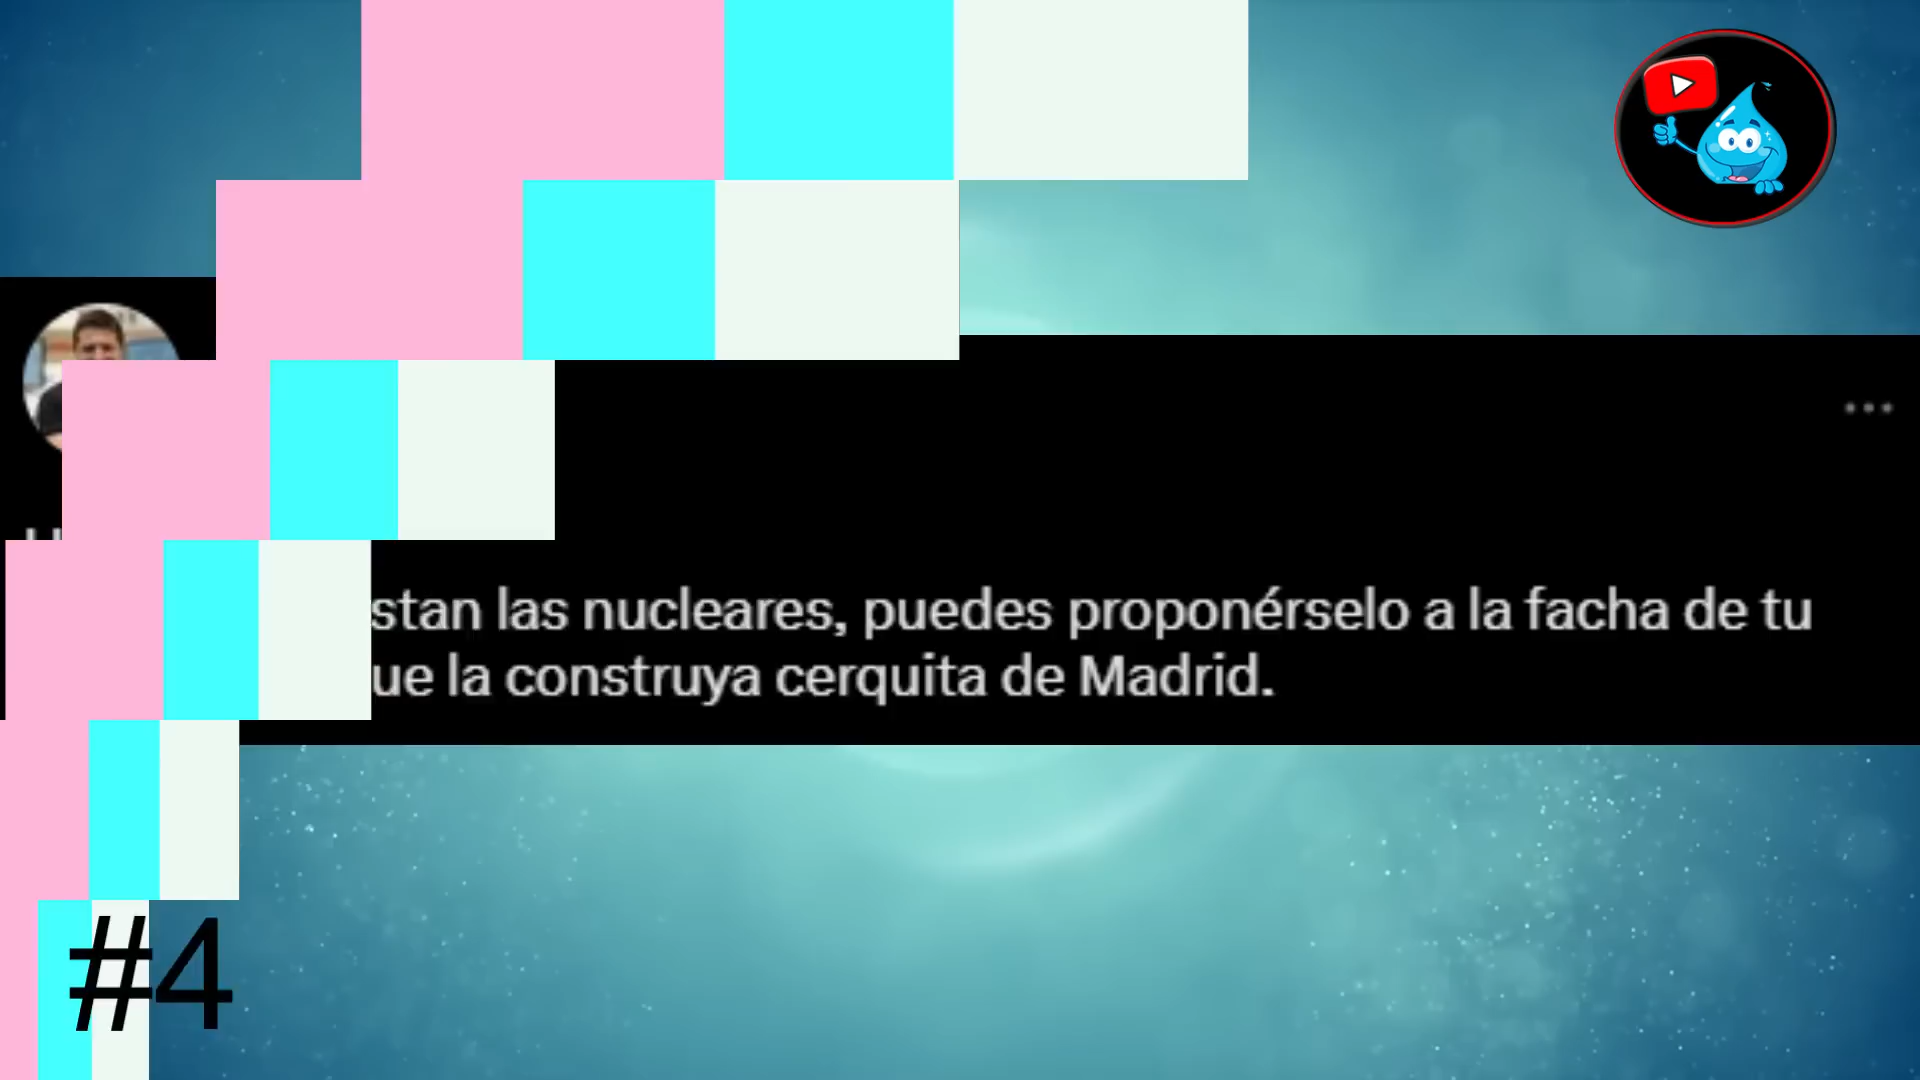 stan las nucleares, puedes proponérselo a la facha de tu
ue la construya cerquita de Madrid.
#4